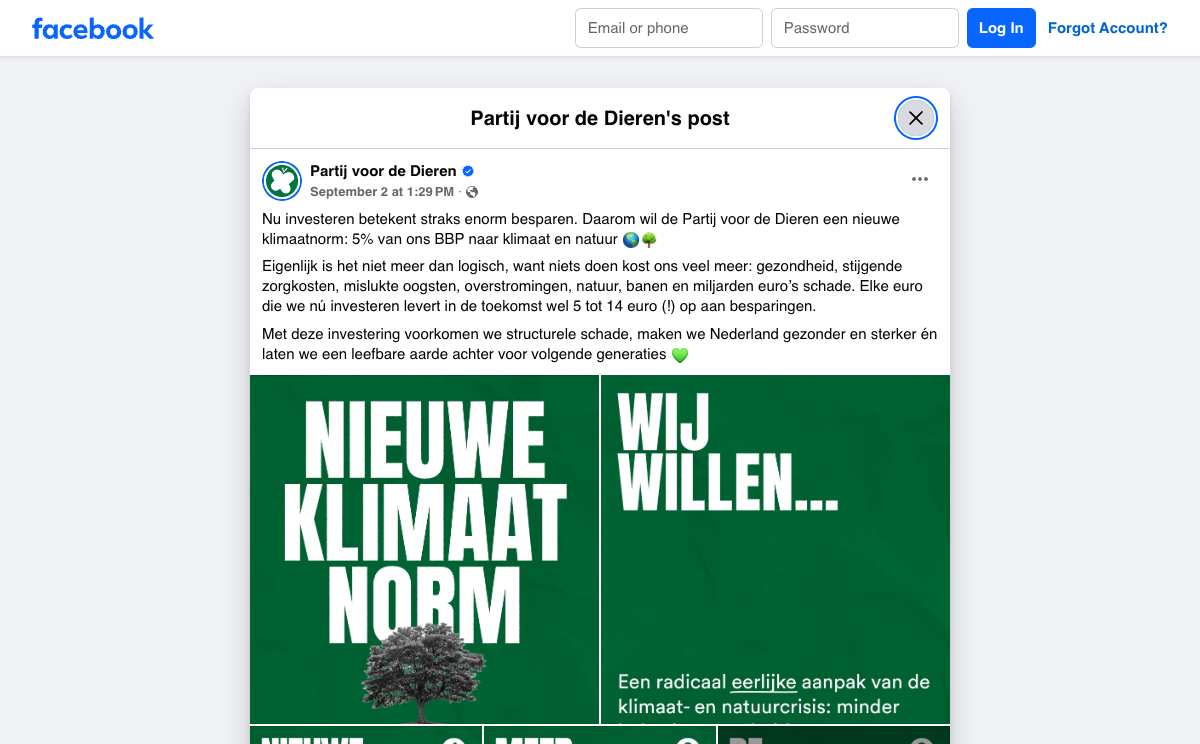 facebook
Email or phone
Password
Log In
Forgot Account?
Partij voor de Dieren's post
Partij voor de Dieren
September 2 at 1:29 PM ·
Nu investeren betekent straks enorm besparen. Daarom wil de Partij voor de Dieren een nieuwe
klimaatnorm: 5% van ons BBP naar klimaat en natuur 🌎🌳
Eigenlijk is het niet meer dan logisch, want niets doen kost ons veel meer: gezondheid, stijgende
zorgkosten, mislukte oogsten, overstromingen, natuur, banen en miljarden euro’s schade. Elke euro
die we nú investeren levert in de toekomst wel 5 tot 14 euro (!) op aan besparingen.
Met deze investering voorkomen we structurele schade, maken we Nederland gezonder en sterker én
laten we een leefbare aarde achter voor volgende generaties 💚
NIEUWE
KLIMAAT
NORM
WIJ
WILLEN...
Een radicaal eerlijke aanpak van de
klimaat- en natuurcrisis: minder
NIEUWE
MEER